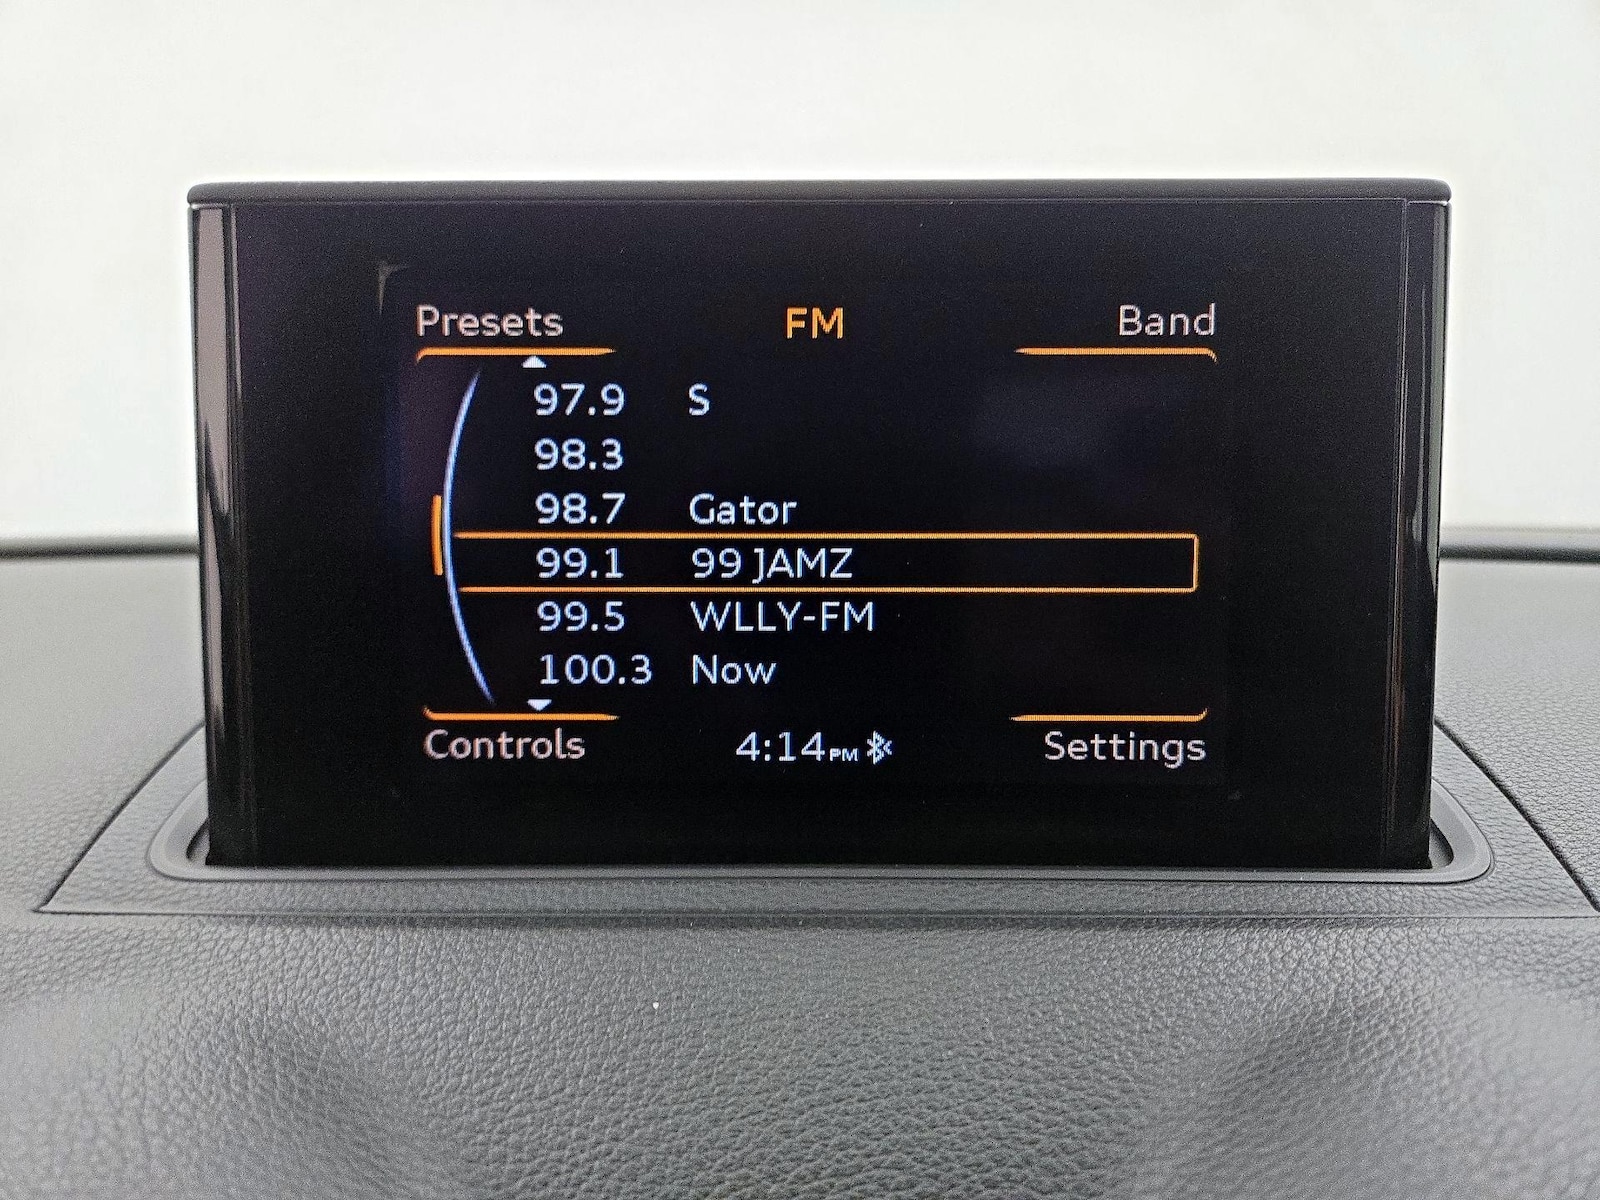 Presets FM Band
97.9 S
98.3
98.7 Gator
99.1 99 JAMZ
99.5 WLLY-FM
100.3 Now
Controls 4:14PM Settings